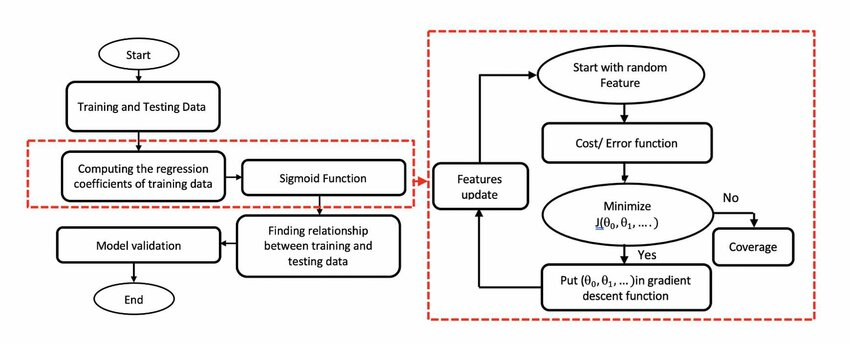 Start
Training and Testing Data
Computing the regression
coefficients of training data
Sigmoid Function
Finding relationship
between training and
testing data
Model validation
End
Start with random
Feature
Cost/ Error function
Features
update
Minimize
J(θ₀, θ₁, .... )
No
Coverage
Yes
Put (θ₀, θ₁, ...)in gradient
descent function